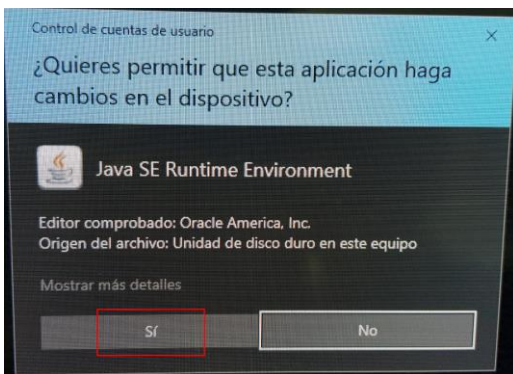 Control de cuentas de usuario
¿Quieres permitir que esta aplicación haga
cambios en el dispositivo?
Java SE Runtime Environment
Editor comprobado: Oracle America, Inc.
Origen del archivo: Unidad de disco duro en este equipo
Mostrar más detalles
Sí
No